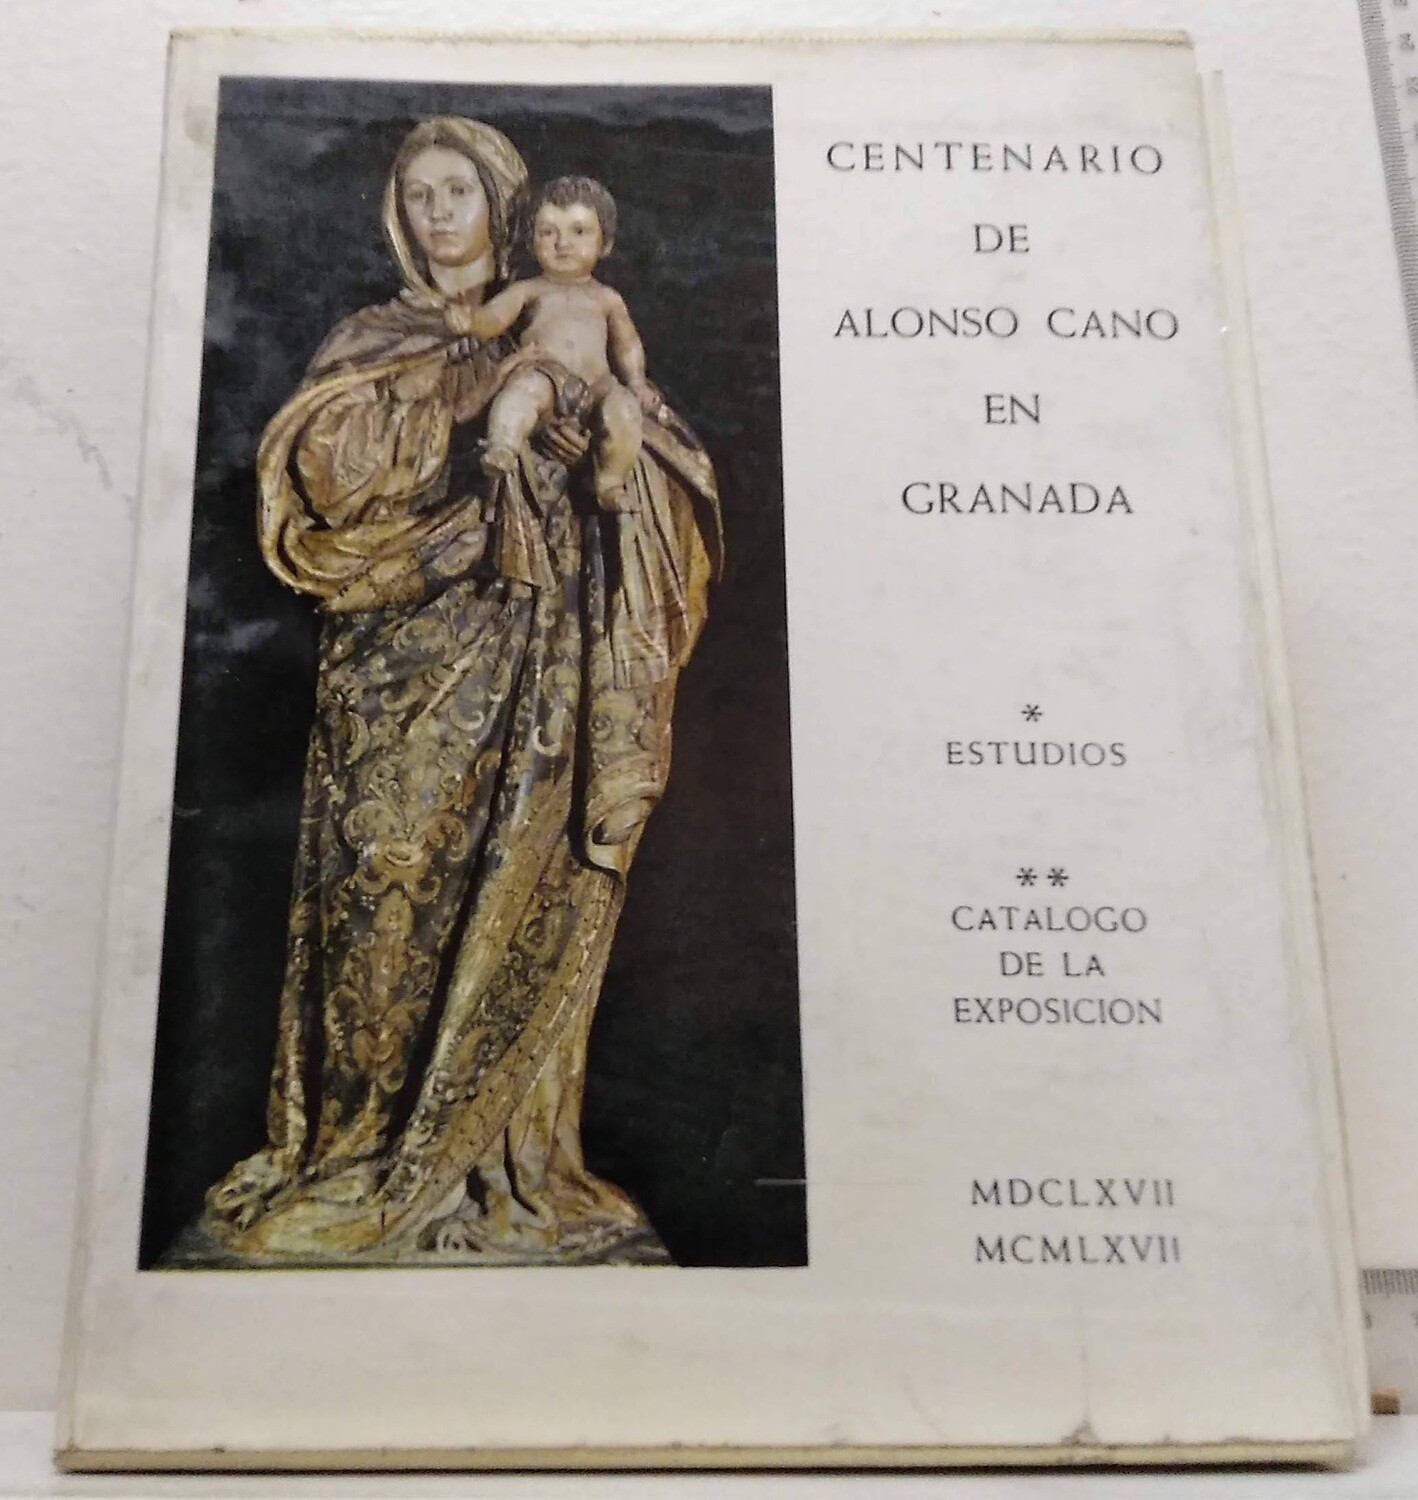 CENTENARIO
DE
ALONSO CANO
EN
GRANADA
*
ESTUDIOS
**
CATALOGO
DE LA
EXPOSICION
MDCLXVII
MCMLXVII